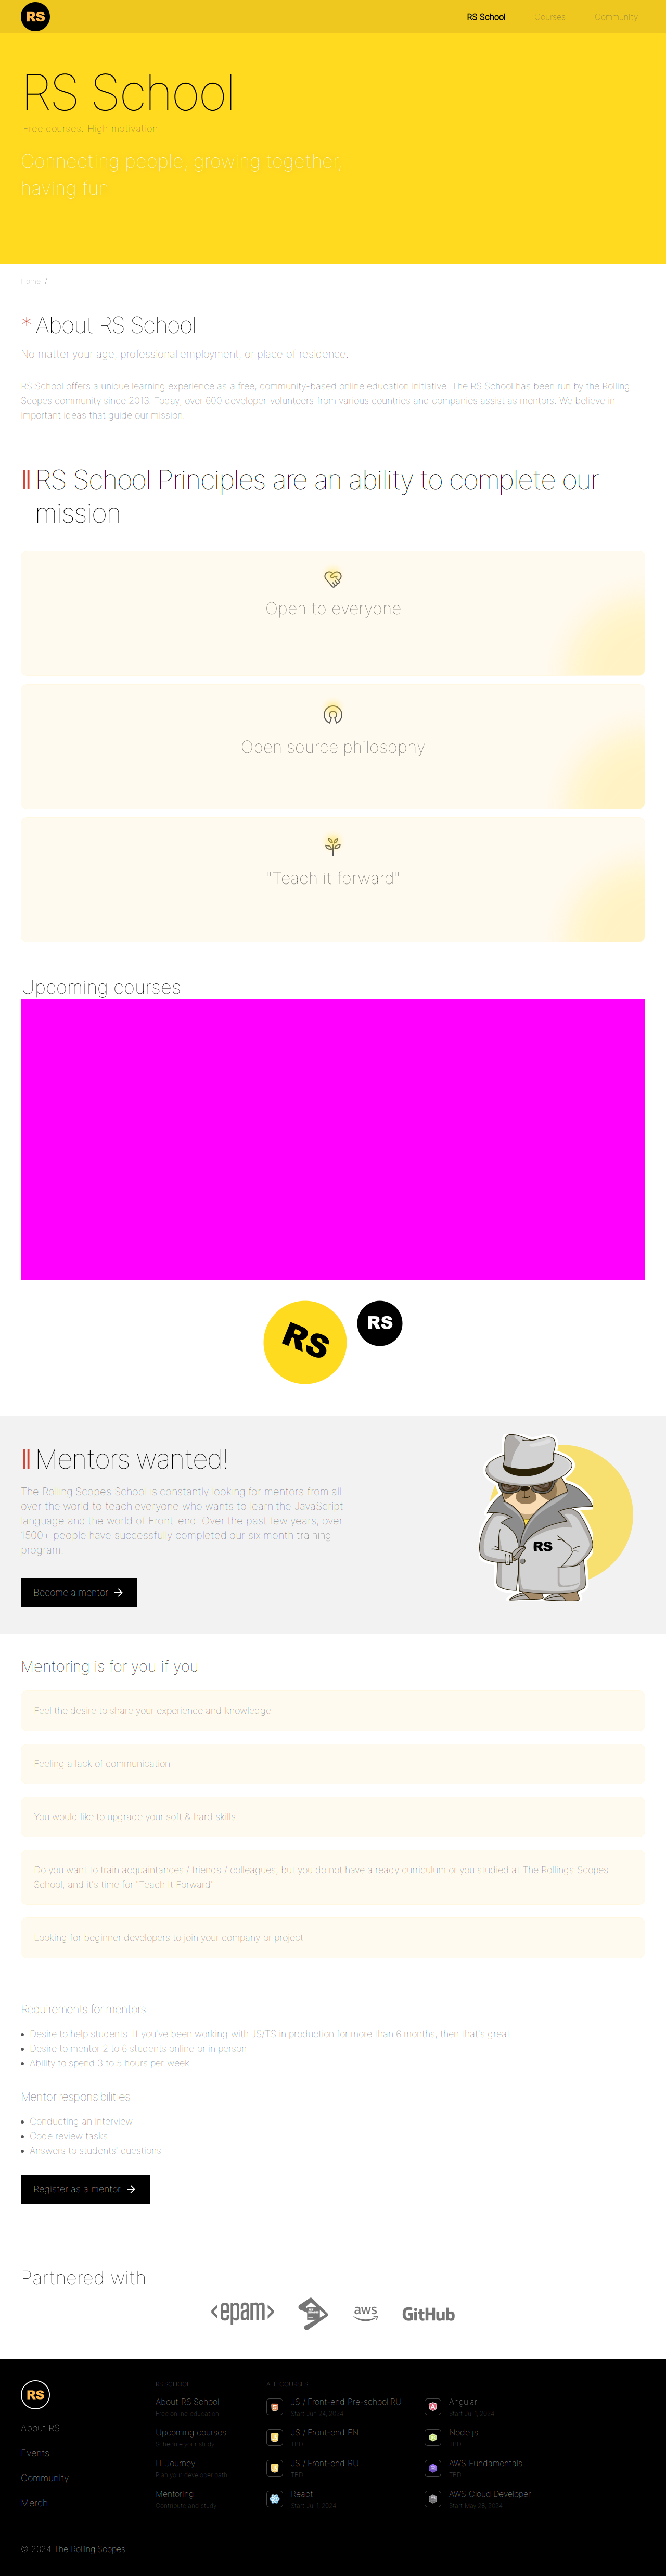 RS
RS School
Courses
Community
RS School
Free courses. High motivation
Connecting people, growing together,
having fun
Home /
* About RS School
No matter your age, professional employment, or place of residence.
RS School offers a unique learning experience as a free, community-based online education initiative. The RS School has been run by the Rolling
Scopes community since 2013. Today, over 600 developer-volunteers from various countries and companies assist as mentors. We believe in
important ideas that guide our mission.
RS School Principles are an ability to complete our
mission
Open to everyone
Open source philosophy
"Teach it forward"
Upcoming courses
RS
RS
Mentors wanted!
The Rolling Scopes School is constantly looking for mentors from all
over the world to teach everyone who wants to learn the JavaScript
language and the world of Front-end. Over the past few years, over
1500+ people have successfully completed our six month training
program.
Become a mentor
RS
Mentoring is for you if you
Feel the desire to share your experience and knowledge
Feeling a lack of communication
You would like to upgrade your soft & hard skills
Do you want to train acquaintances / friends / colleagues, but you do not have a ready curriculum or you studied at The Rollings Scopes
School, and it's time for "Teach It Forward"
Looking for beginner developers to join your company or project
Requirements for mentors
Desire to help students. If you've been working with JS/TS in production for more than 6 months, then that's great.
Desire to mentor 2 to 6 students online or in person
Ability to spend 3 to 5 hours per week
Mentor responsibilities
Conducting an interview
Code review tasks
Answers to students' questions
Register as a mentor
Partnered with
<epam>
aws
GitHub
RS
About RS
Events
Community
Merch
RS SCHOOL
About RS School
Free online education
Upcoming courses
Schedule your study
IT Journey
Plan your developer path
Mentoring
Contribute and study
ALL COURSES
JS / Front-end Pre-school RU
Start Jun 24, 2024
JS / Front-end EN
TBD
JS / Front-end RU
TBD
React
Start Jul 1, 2024
Angular
Start Jul 1, 2024
Node.js
TBD
AWS Fundamentals
TBD
AWS Cloud Developer
Start May 26, 2024
© 2024 The Rolling Scopes